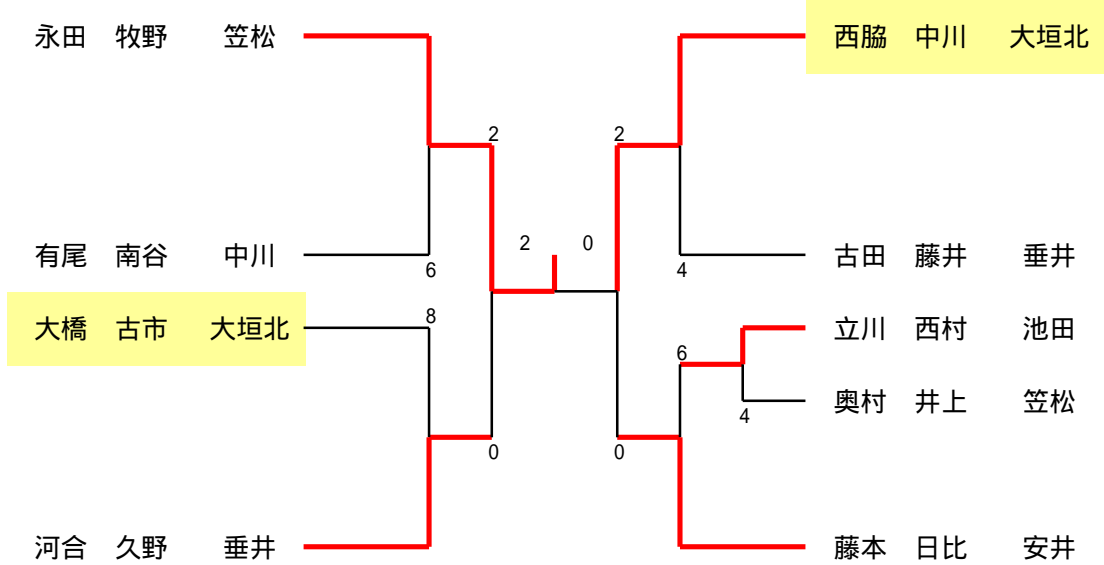 永田 牧野 笠松
西脇 中川 大垣北
2
2
有尾 南谷 中川
2 0
古田 藤井 垂井
6
4
大橋 古市 大垣北
8
立川 西村 池田
6
奥村 井上 笠松
4
0
0
河合 久野 垂井
藤本 日比 安井